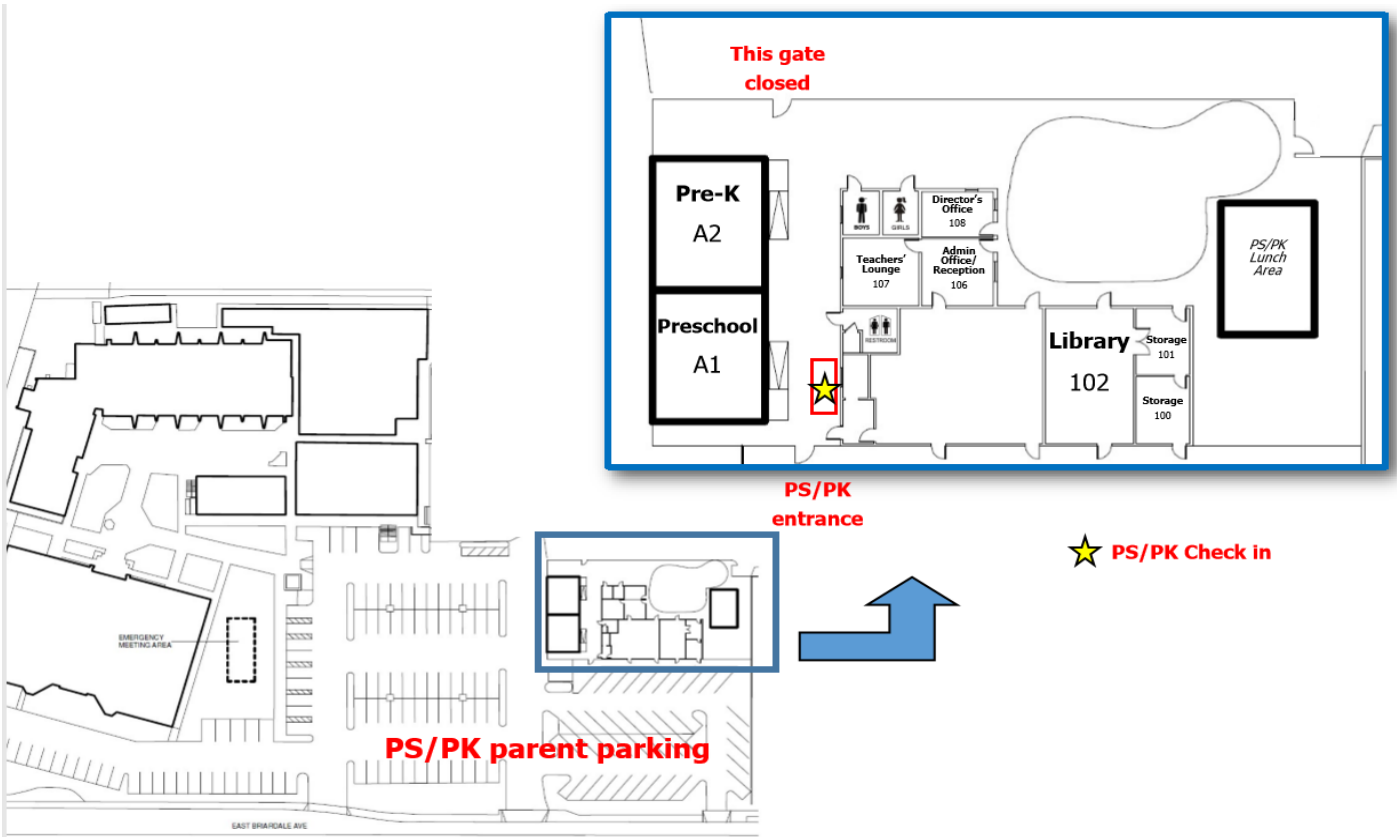 This gate
closed
Pre-K
A2
Preschool
A1
BOYS
GIRLS
Director's
Office
108
Teachers'
Lounge
107
Admin
Office/
Reception
106
RESTROOM
Library
102
Storage
101
Storage
100
PS/PK
Lunch
Area
PS/PK
entrance
PS/PK Check in
EMERGENCY
MEETING AREA
PS/PK parent parking
EAST BRIARDALE AVE